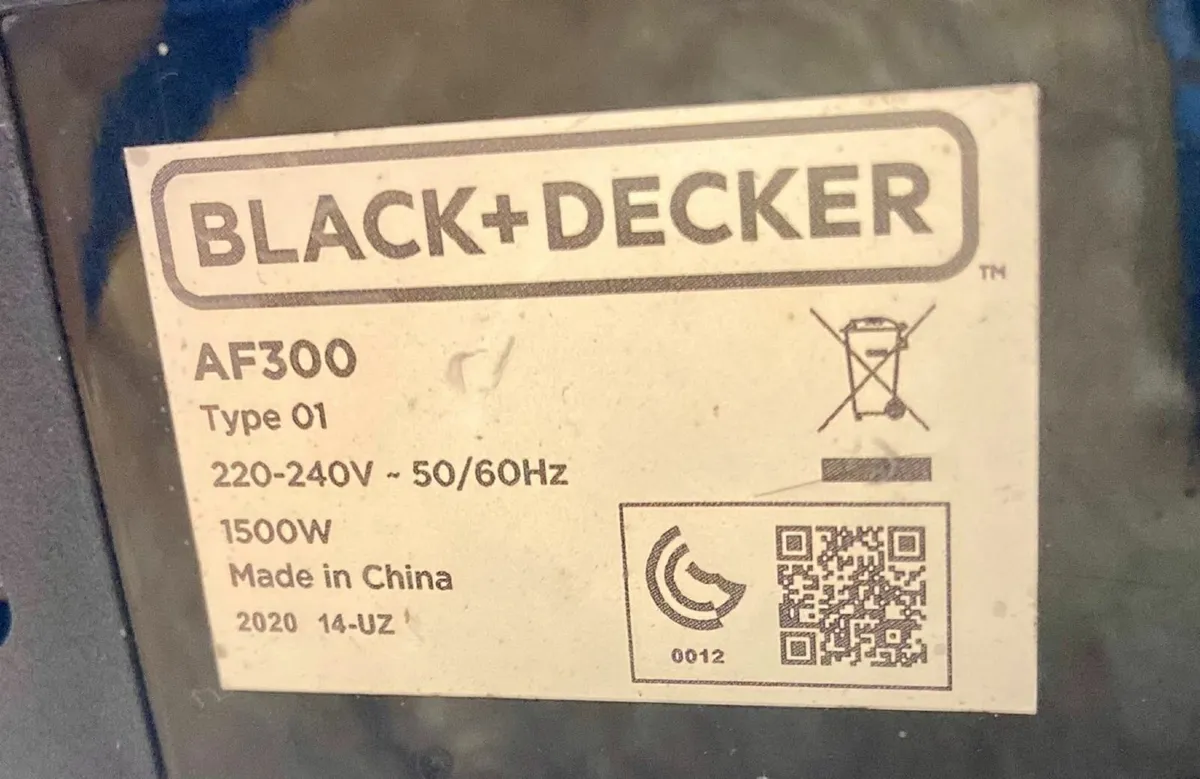 BLACK+DECKER
TM
AF300
Type 01
220-240V ~ 50/60Hz
1500W
Made in China
2020 14-UZ
0012